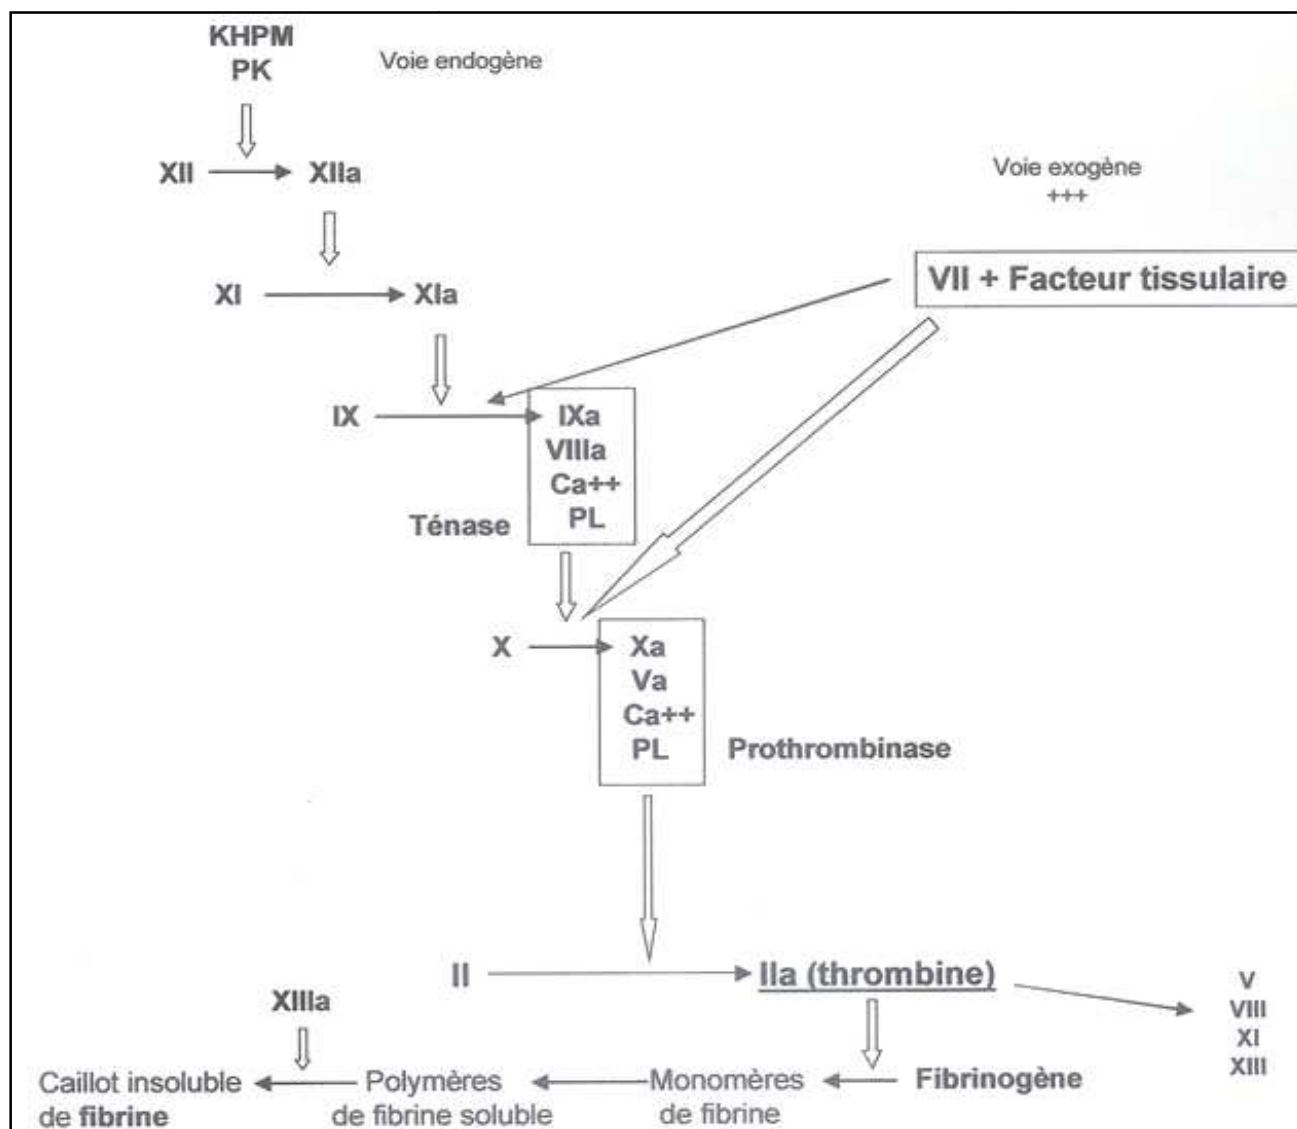 KHPM
PK
Voie endogène
XII
XIIa
Voie exogène
+++
XI
XIa
VII + Facteur tissulaire
IX
IXa
VIIIa
Ca++
PL
Ténase
X
Xa
Va
Ca++
PL
Prothrombinase
II
IIa (thrombine)
V
VIII
XI
XIII
XIIIa
Caillot insoluble
de fibrine
Polymères
de fibrine soluble
Monomères
de fibrine
Fibrinogène